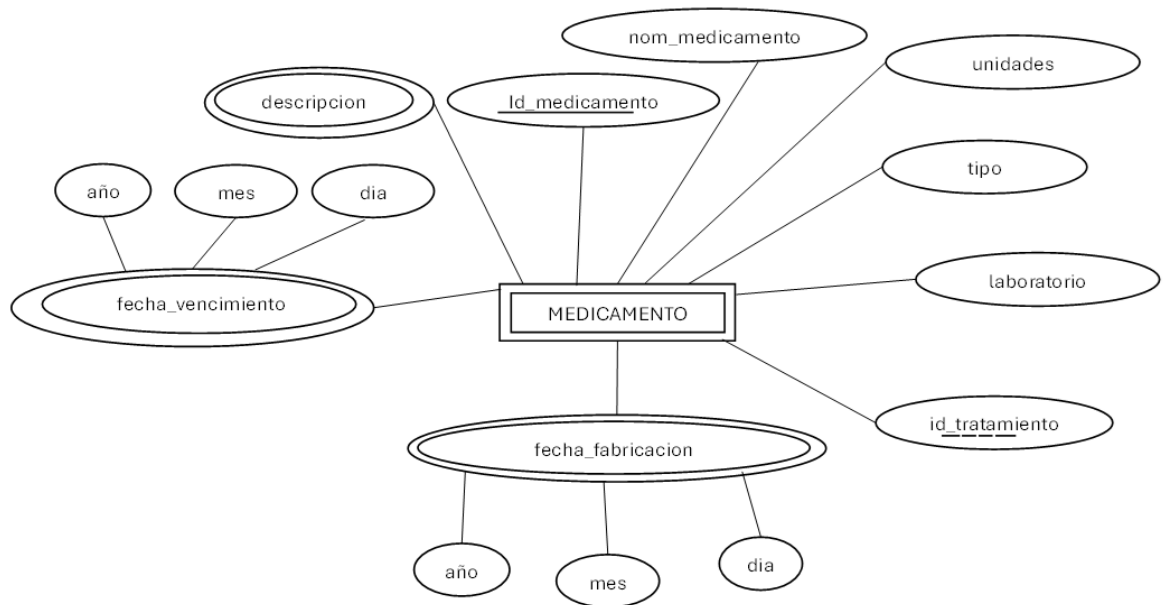 nom_medicamento
unidades
descripcion
Id_medicamento
tipo
año
mes
dia
laboratorio
fecha_vencimiento
MEDICAMENTO
id_tratamiento
fecha_fabricacion
año
mes
dia